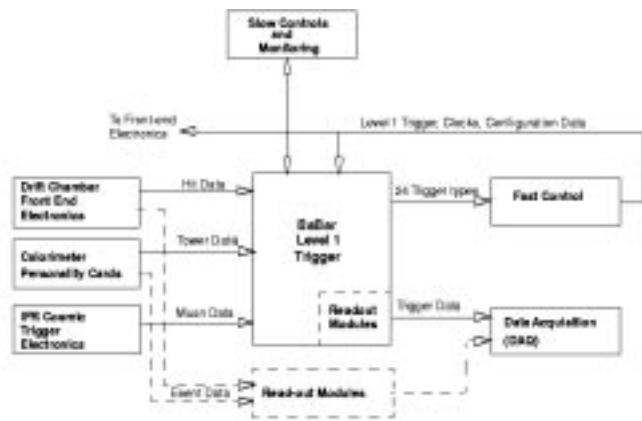 Slow Controls
and
Monitoring
To Front-end
Electronics
Level 1 Trigger, Clocks, Configuration Data
Drift Chamber
Front End
Electronics
Hit Data
BaBar
Level 1
Trigger
24 Trigger types
Fast Control
Calorimeter
Personality Cards
Tower Data
IFR Cosmic
Trigger
Electronics
Muon Data
Readout
Modules
Trigger Data
Data Acquisition
(DAQ)
Event Data
Read-out Modules